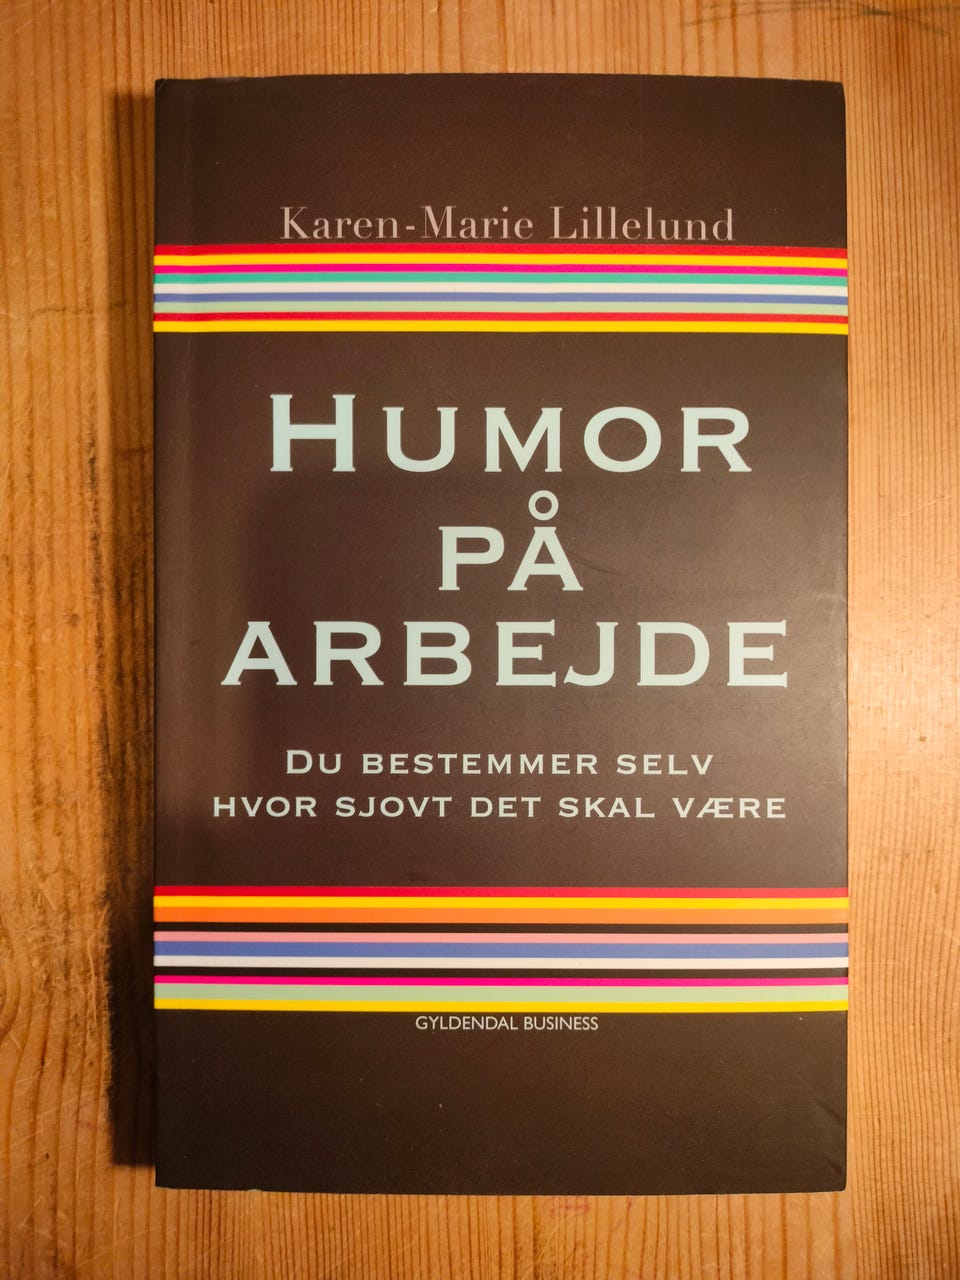 Karen-Marie Lillelund
HUMOR
PÅ
ARBEJDE
DU BESTEMMER SELV
HVOR SJOVT DET SKAL VÆRE
GYLDENDAL BUSINESS